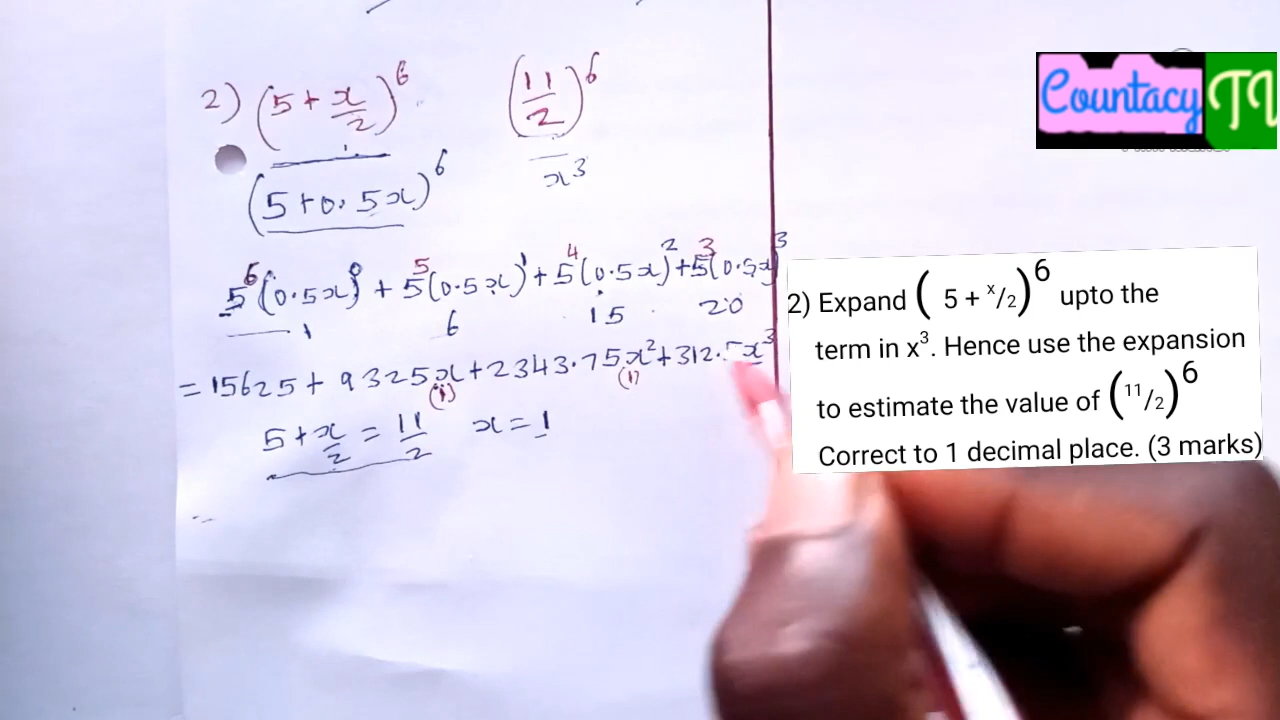 2) (5 + x/2)^6 (11/2)^6
(5 + 0.5x)^6 x^3
5^6(0.5x)^0 + 5^5(0.5x)^1 + 5^4(0.5x)^2 + 5^3(0.5x)^3
1 6 15 20
= 15625 + 9325x + 2343.75x^2 + 312.5x^3
(1) (1)
5 + x/2 = 11/2 x = 1
=
Countacy TV
2) Expand ( 5 + x/2)^6 upto the
term in x^3. Hence use the expansion
to estimate the value of (11/2)^6
Correct to 1 decimal place. (3 marks)